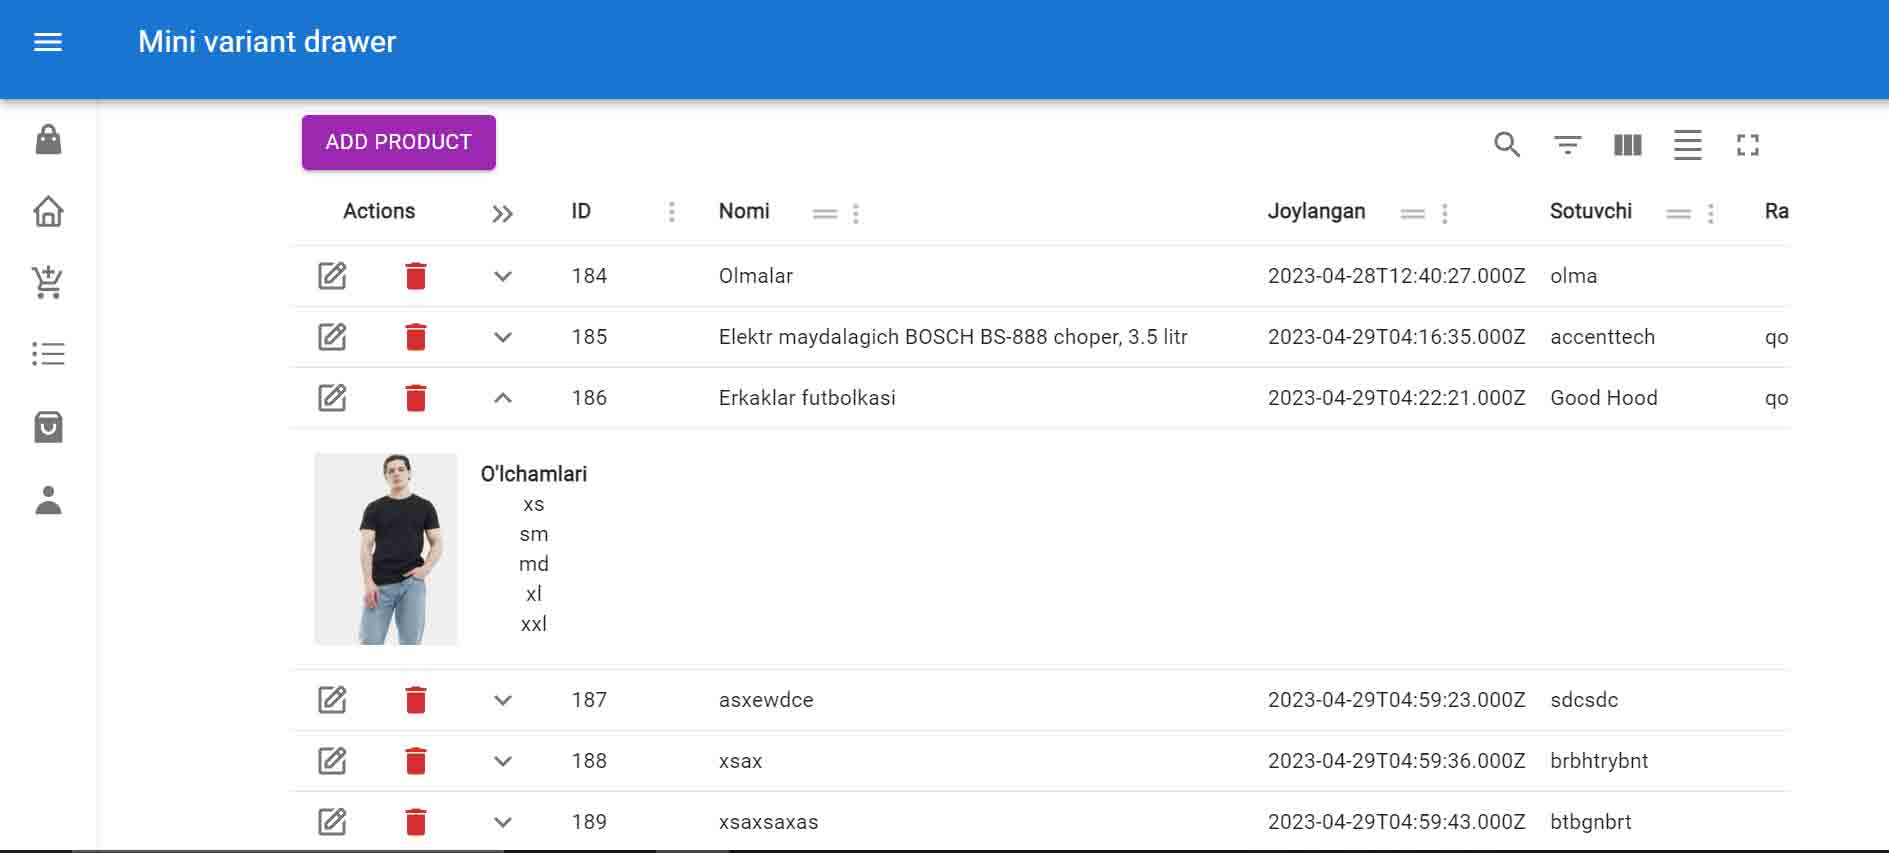 Mini variant drawer
ADD PRODUCT
Actions ID Nomi Joylangan Sotuvchi Ra
184 Olmalar 2023-04-28T12:40:27.000Z olma
185 Elektr maydalagich BOSCH BS-888 choper, 3.5 litr 2023-04-29T04:16:35.000Z accenttech qo
186 Erkaklar futbolkasi 2023-04-29T04:22:21.000Z Good Hood qo
O'lchamlari
xs
sm
md
xl
xxl
187 asxewdce 2023-04-29T04:59:23.000Z sdcsdc
188 xsax 2023-04-29T04:59:36.000Z brbhtrybnt
189 xsaxsaxas 2023-04-29T04:59:43.000Z btbgnbrt